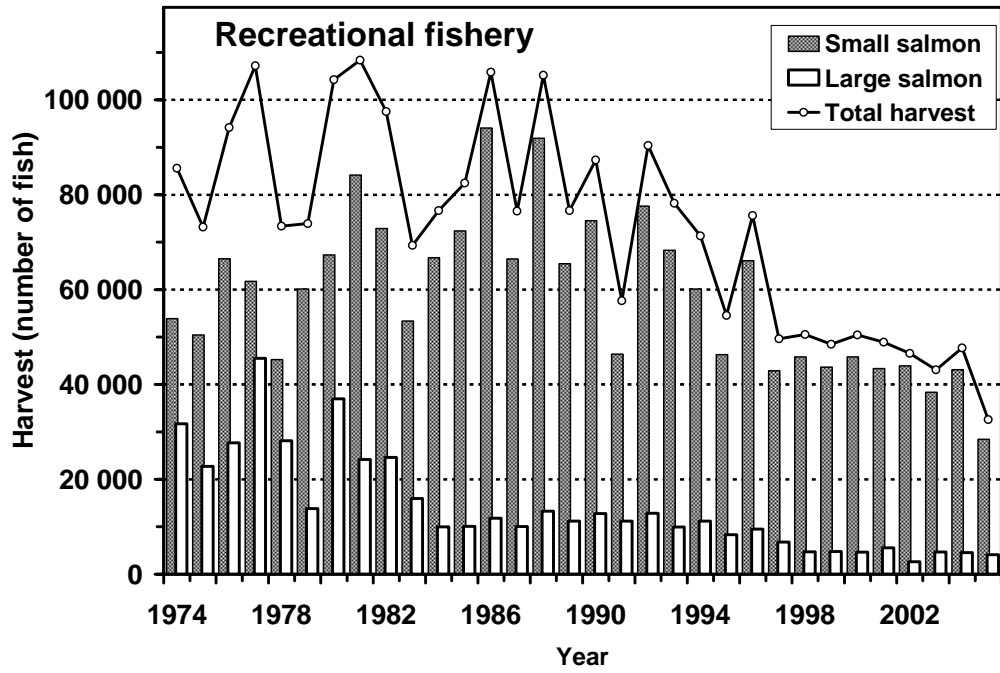 Recreational fishery
Small salmon
Large salmon
Total harvest
Harvest (number of fish)
100 000
80 000
60 000
40 000
20 000
0
1974 1978 1982 1986 1990 1994 1998 2002
Year